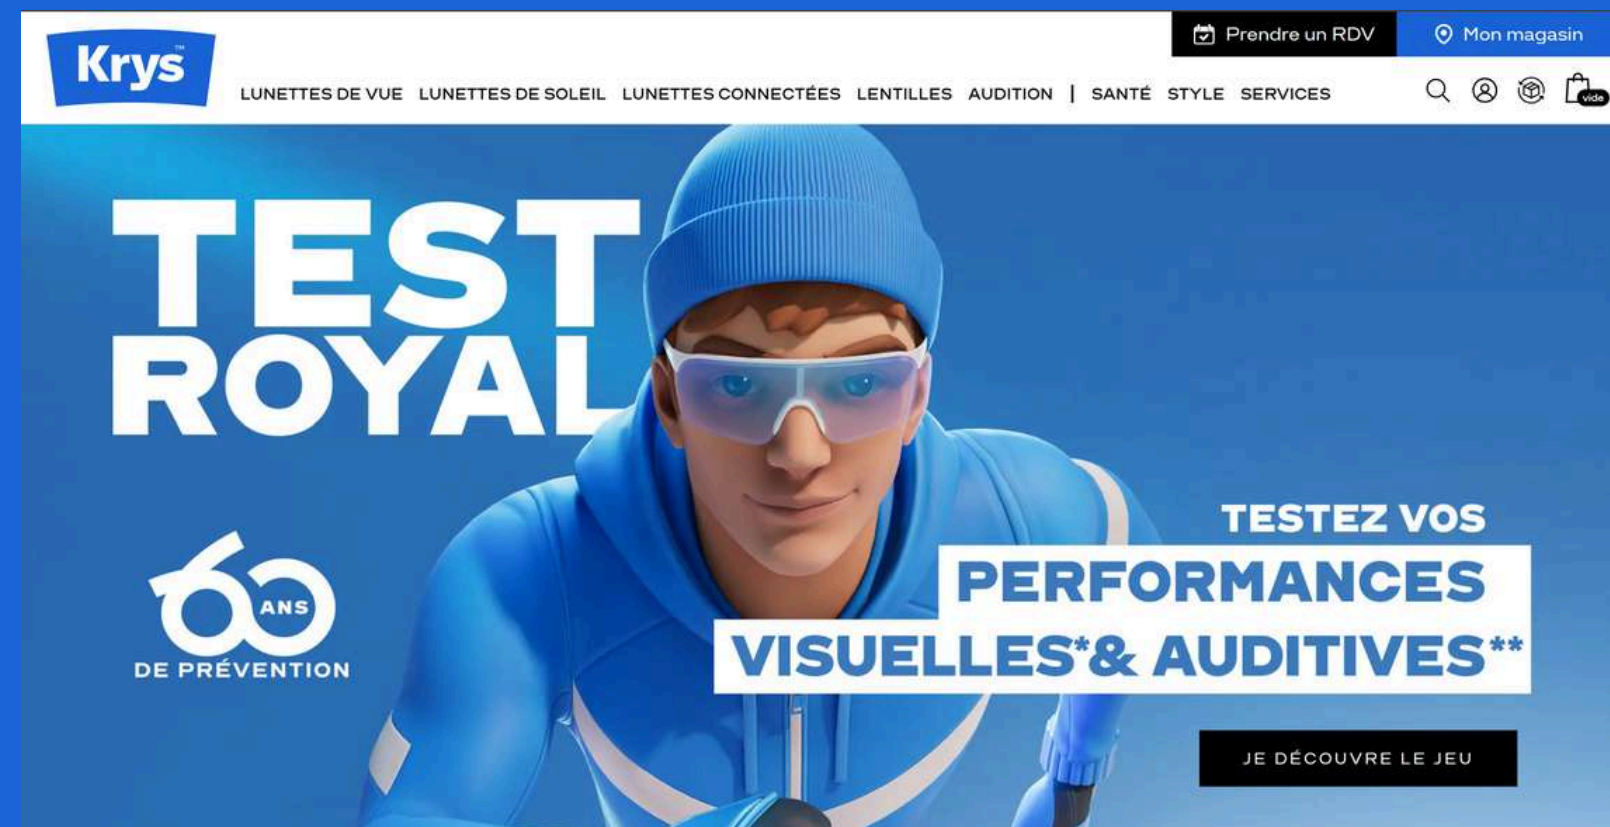 Prendre un RDV
Mon magasin
Krys™
LUNETTES DE VUE LUNETTES DE SOLEIL LUNETTES CONNECTÉES LENTILLES AUDITION | SANTÉ STYLE SERVICES
vide
TEST
ROYAL
60
ANS
DE PRÉVENTION
TESTEZ VOS
PERFORMANCES
VISUELLES*& AUDITIVES**
JE DÉCOUVRE LE JEU